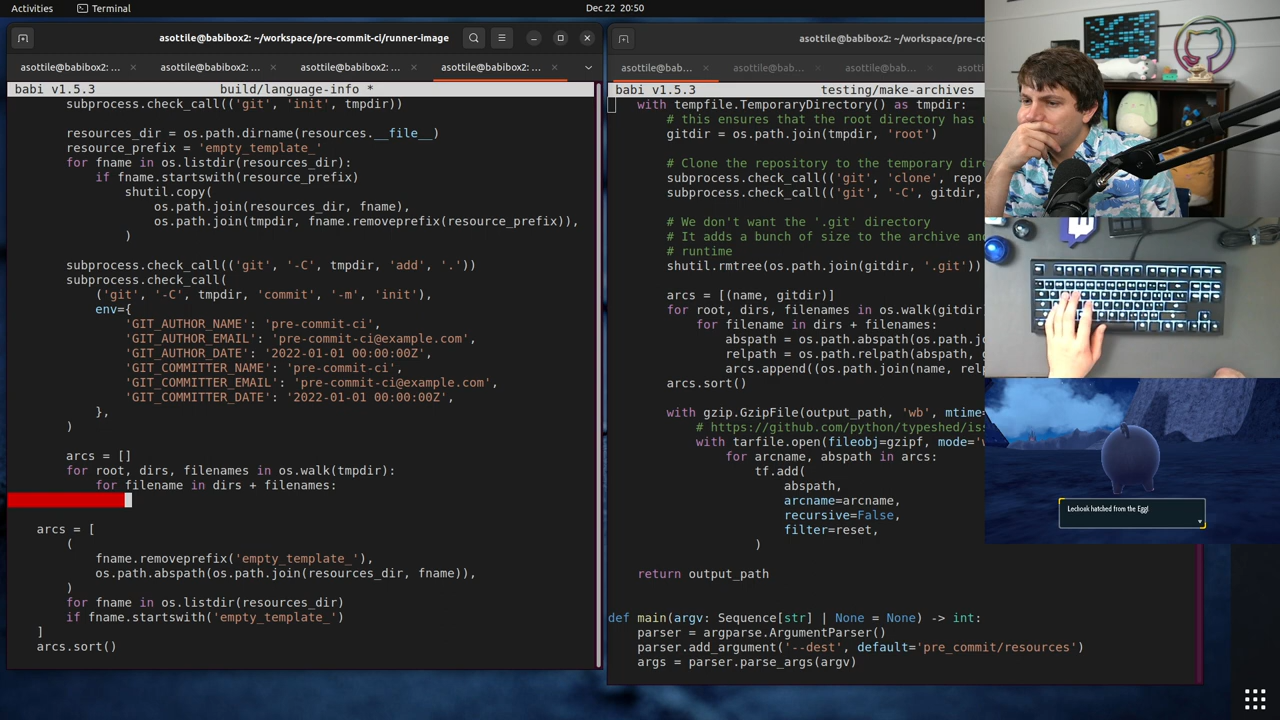 Activities
Terminal
Dec 22 20:50
asottile@babibox2: ~/workspace/pre-commit-ci/runner-image
asottile@babibox2: ...
asottile@babibox2: ...
asottile@babibox2: ...
asottile@babibox2: ...
babi v1.5.3 build/language-info *
subprocess.check_call(('git', 'init', tmpdir))
resources_dir = os.path.dirname(resources.__file__)
resource_prefix = 'empty_template_'
for fname in os.listdir(resources_dir):
if fname.startswith(resource_prefix)
shutil.copy(
os.path.join(resources_dir, fname),
os.path.join(tmpdir, fname.removeprefix(resource_prefix)),
)
subprocess.check_call(('git', '-C', tmpdir, 'add', '.'))
subprocess.check_call(
('git', '-C', tmpdir, 'commit', '-m', 'init'),
env={
'GIT_AUTHOR_NAME': 'pre-commit-ci',
'GIT_AUTHOR_EMAIL': 'pre-commit-ci@example.com',
'GIT_AUTHOR_DATE': '2022-01-01 00:00:00Z',
'GIT_COMMITTER_NAME': 'pre-commit-ci',
'GIT_COMMITTER_EMAIL': 'pre-commit-ci@example.com',
'GIT_COMMITTER_DATE': '2022-01-01 00:00:00Z',
},
)
arcs = []
for root, dirs, filenames in os.walk(tmpdir):
for filename in dirs + filenames:
arcs = [
(
fname.removeprefix('empty_template_'),
os.path.abspath(os.path.join(resources_dir, fname)),
)
for fname in os.listdir(resources_dir)
if fname.startswith('empty_template_')
]
arcs.sort()
asottile@babibox2: ~/workspace/pre-co
asottile@bab...
asottile@bab...
asottile@bab...
asott
babi v1.5.3 testing/make-archives
with tempfile.TemporaryDirectory() as tmpdir:
# this ensures that the root directory has u
gitdir = os.path.join(tmpdir, 'root')
# Clone the repository to the temporary dir
subprocess.check_call(('git', 'clone', repo
subprocess.check_call(('git', '-C', gitdir,
# We don't want the '.git' directory
# It adds a bunch of size to the archive and
# runtime
shutil.rmtree(os.path.join(gitdir, '.git'))
arcs = [(name, gitdir)]
for root, dirs, filenames in os.walk(gitdir
for filename in dirs + filenames:
abspath = os.path.abspath(os.path.jo
relpath = os.path.relpath(abspath, g
arcs.append((os.path.join(name, relp
arcs.sort()
with gzip.GzipFile(output_path, 'wb', mtime=
# https://github.com/python/typeshed/iss
with tarfile.open(fileobj=gzipf, mode='w
for arcname, abspath in arcs:
tf.add(
abspath,
arcname=arcname,
recursive=False,
filter=reset,
)
return output_path
def main(argv: Sequence[str] | None = None) -> int:
parser = argparse.ArgumentParser()
parser.add_argument('--dest', default='pre_commit/resources')
args = parser.parse_args(argv)
Lechonk hatched from the Egg!